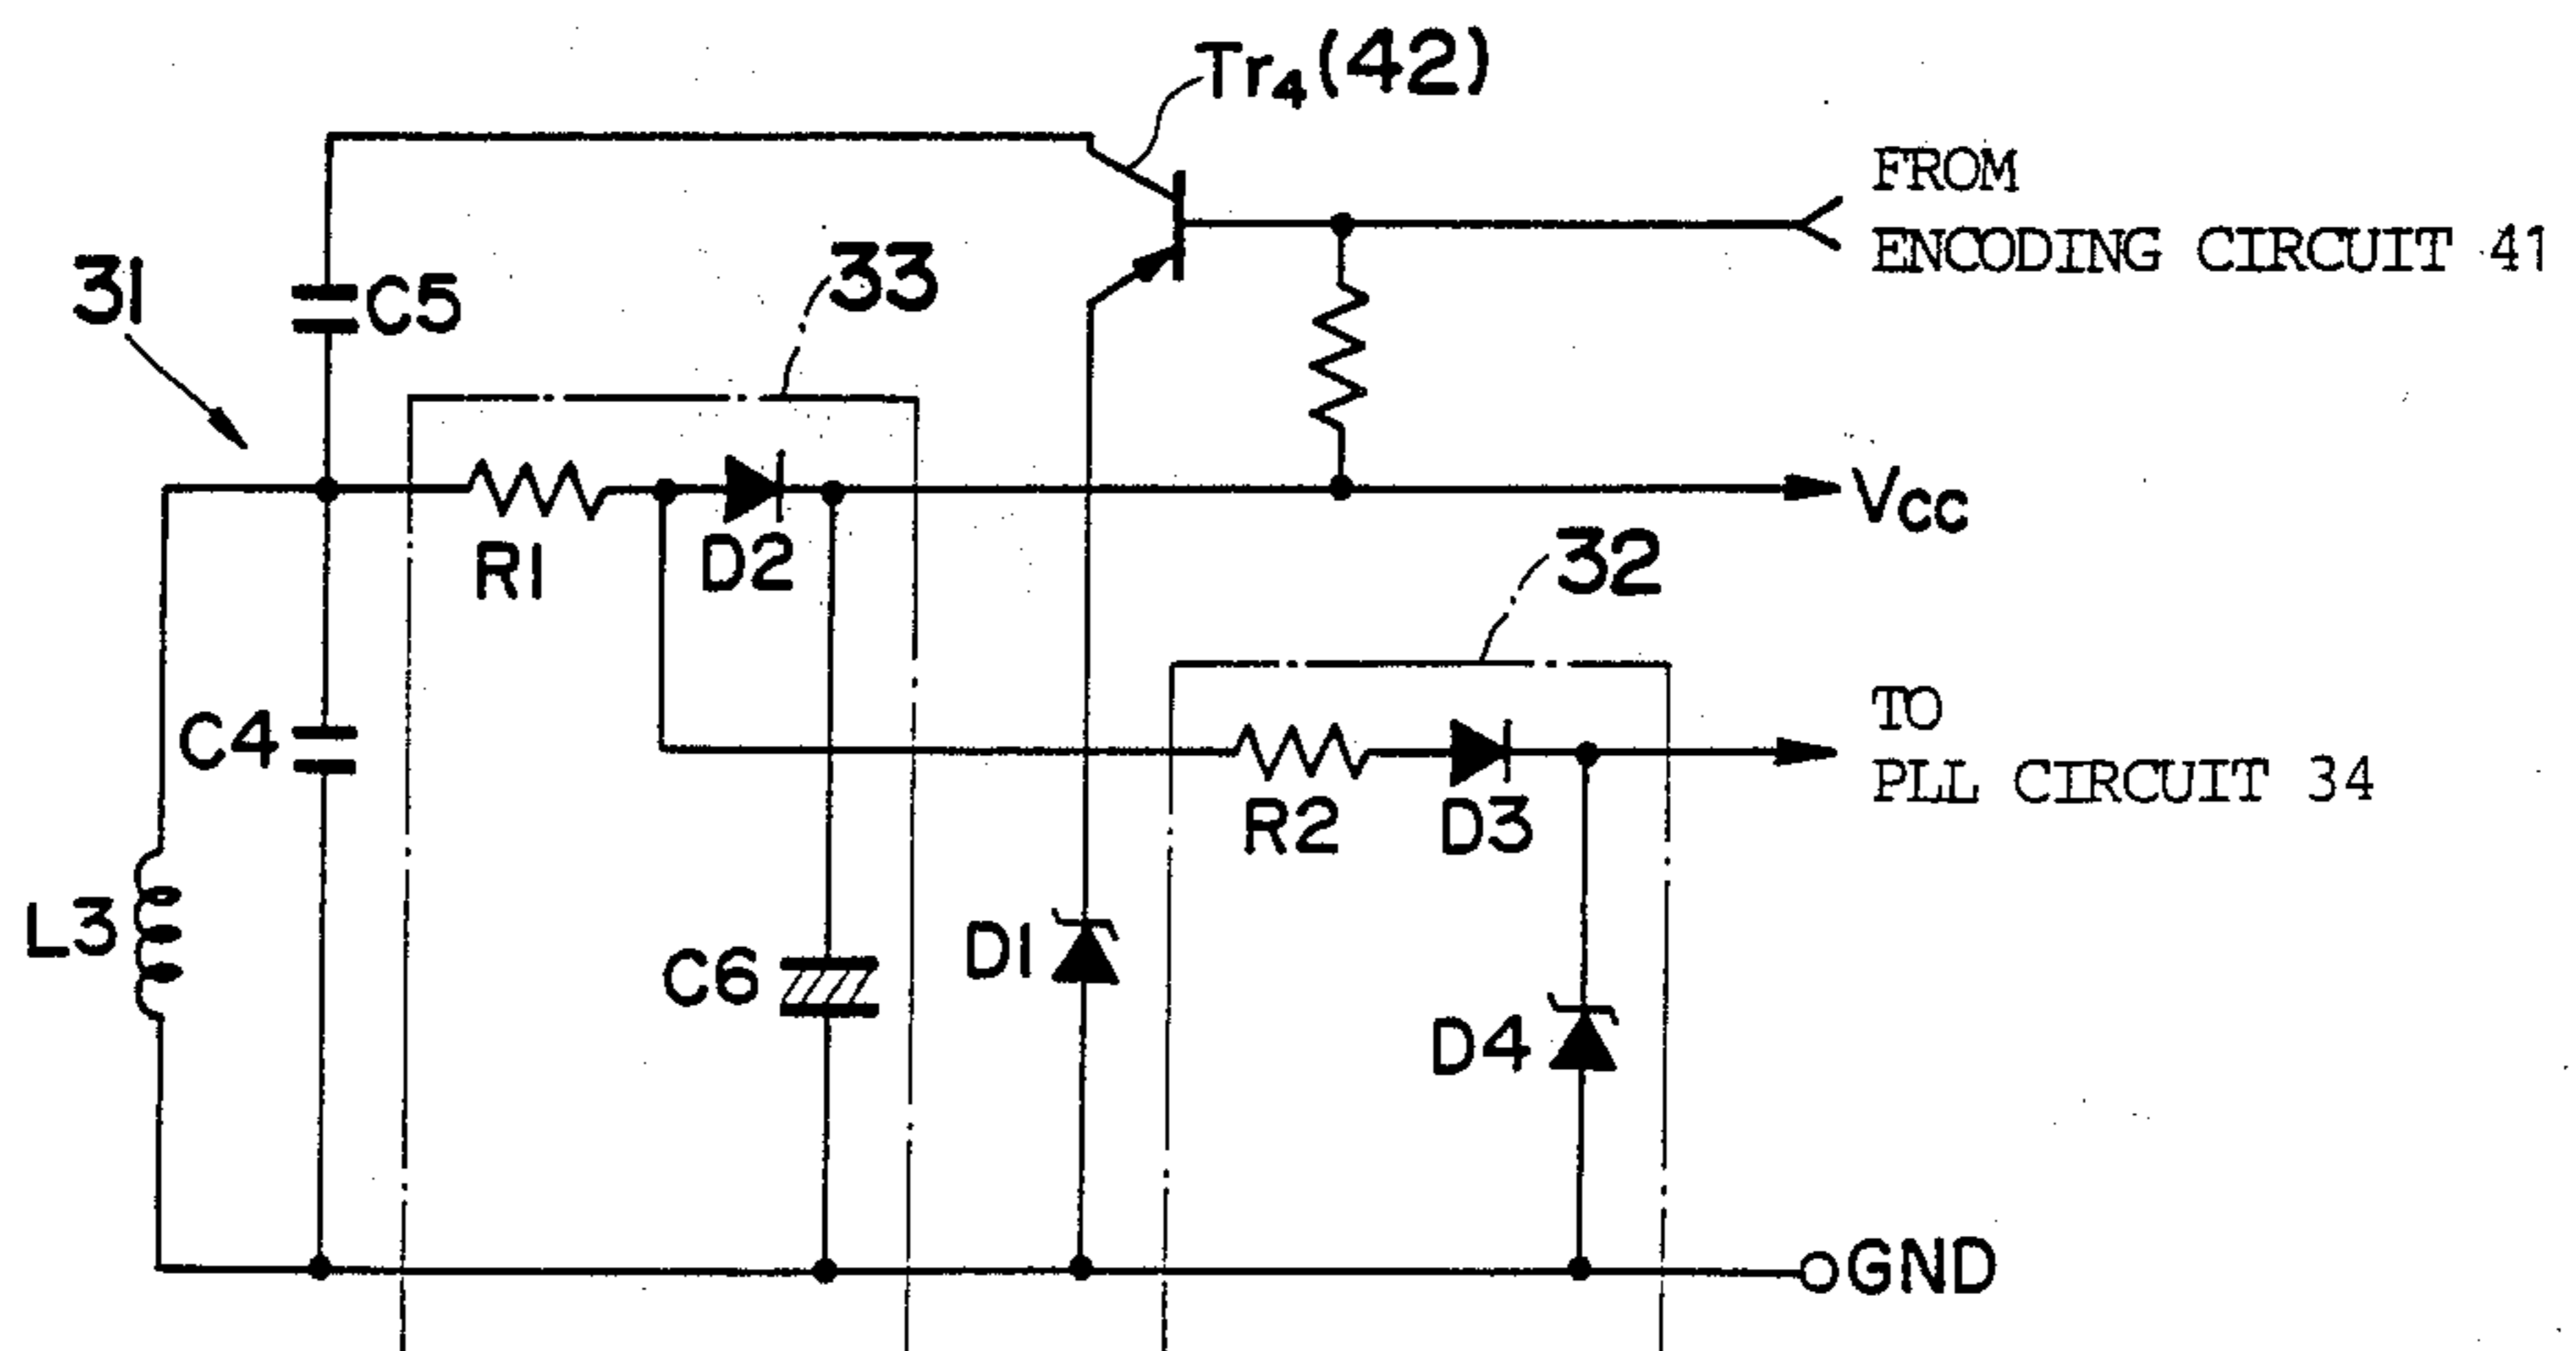 Tr4(42)
FROM
ENCODING CIRCUIT 41
31
C5
33
R1
D2
VCC
32
C4
TO
PLL CIRCUIT 34
R2
D3
L3
C6
D1
D4
GND